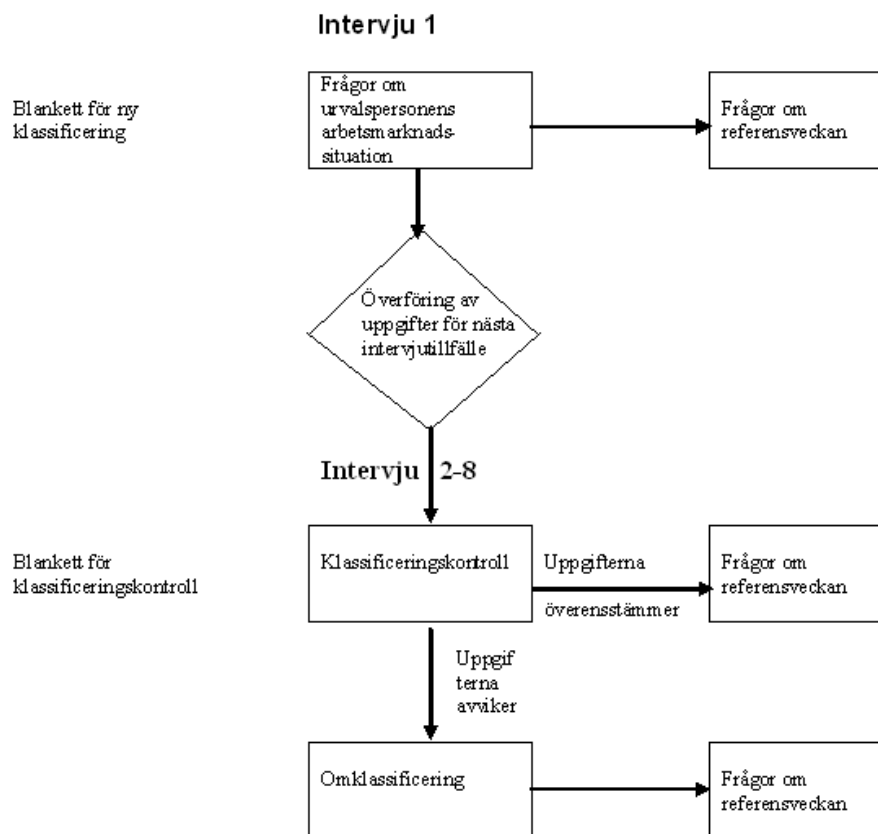 Intervju 1
Blankett för ny
klassificering
Frågor om
urvalspersonens
arbetsmarknads-
situation
Frågor om
referensveckan
Överföring av
uppgifter för nästa
intervjutillfälle
Intervju 2-8
Blankett för
klassificeringskontroll
Klassificeringskontroll
Uppgifterna
överensstämmer
Frågor om
referensveckan
Uppgif
terna
avviker
Omklassificering
Frågor om
referensveckan